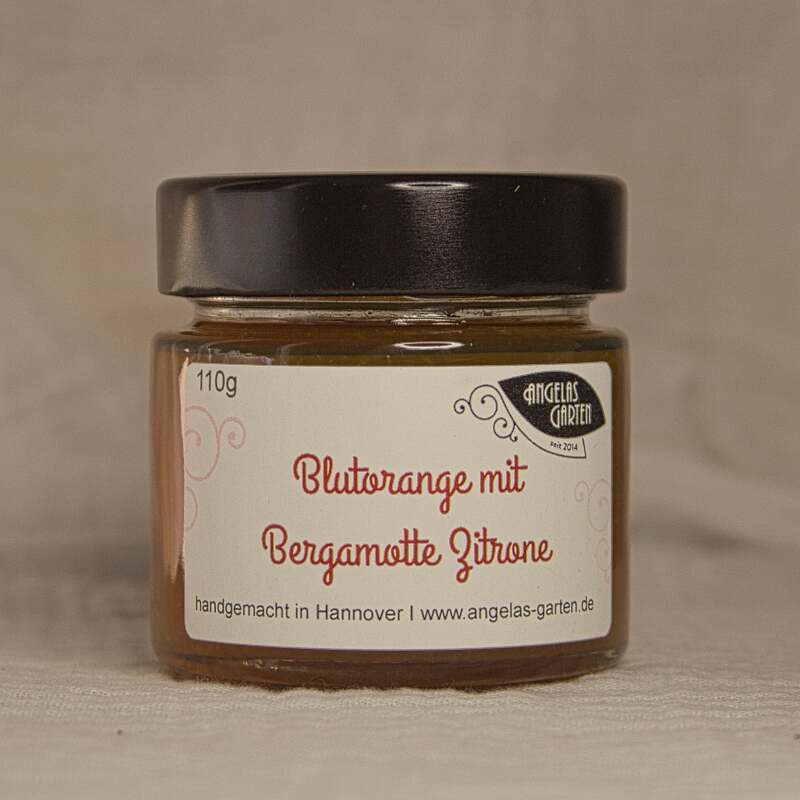 110g
ANGELAS
GARTEN
seit 2014
Blutorange mit
Bergamotte Zitrone
handgemacht in Hannover I www.angelas-garten.de